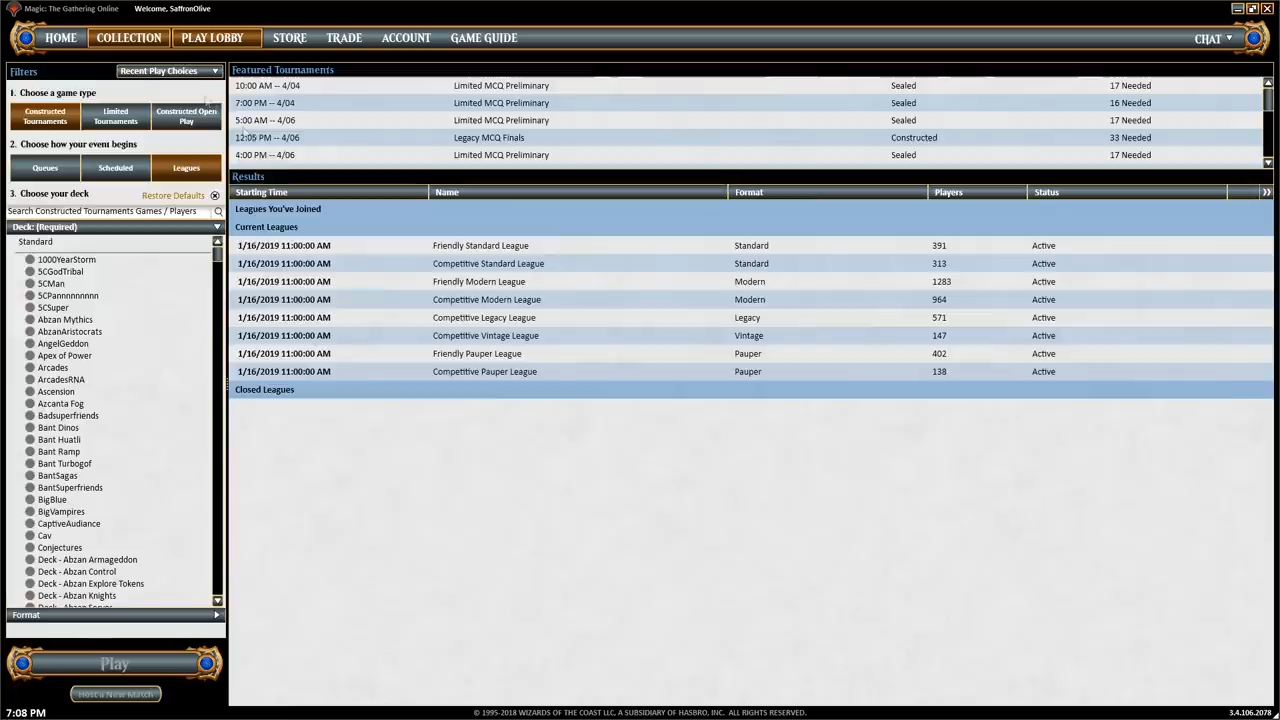 Magic: The Gathering Online Welcome, SaffronOlive
HOME COLLECTION PLAY LOBBY STORE TRADE ACCOUNT GAME GUIDE CHAT
Filters Recent Play Choices
1. Choose a game type
Constructed Tournaments Limited Tournaments Constructed Open Play
2. Choose how your event begins
Queues Scheduled Leagues
3. Choose your deck Restore Defaults
Search Constructed Tournaments Games / Players
Deck: (Required)
Standard
1000YearStorm
5CGodTribal
5CMan
5CPannnnnnnnn
5CSuper
Abzan Mythics
AbzanAristocrats
AngelGeddon
Apex of Power
Arcades
ArcadesRNA
Ascension
Azcanta Fog
Badsuperfriends
Bant Dinos
Bant Huatli
Bant Ramp
Bant Turbogof
BantSagas
BantSuperfriends
BigBlue
BigVampires
CaptiveAudience
Cav
Conjectures
Deck - Abzan Armageddon
Deck - Abzan Control
Deck - Abzan Explore Tokens
Deck - Abzan Knights
Format
Play
Host a New Match
7:08 PM
Featured Tournaments
10:00 AM -- 4/04 Limited MCQ Preliminary Sealed 17 Needed
7:00 PM -- 4/04 Limited MCQ Preliminary Sealed 16 Needed
5:00 AM -- 4/06 Limited MCQ Preliminary Sealed 17 Needed
12:05 PM -- 4/06 Legacy MCQ Finals Constructed 33 Needed
4:00 PM -- 4/06 Limited MCQ Preliminary Sealed 17 Needed
Results
Starting Time Name Format Players Status
Leagues You've Joined
Current Leagues
1/16/2019 11:00:00 AM Friendly Standard League Standard 391 Active
1/16/2019 11:00:00 AM Competitive Standard League Standard 313 Active
1/16/2019 11:00:00 AM Friendly Modern League Modern 1283 Active
1/16/2019 11:00:00 AM Competitive Modern League Modern 964 Active
1/16/2019 11:00:00 AM Competitive Legacy League Legacy 571 Active
1/16/2019 11:00:00 AM Competitive Vintage League Vintage 147 Active
1/16/2019 11:00:00 AM Friendly Pauper League Pauper 402 Active
1/16/2019 11:00:00 AM Competitive Pauper League Pauper 138 Active
Closed Leagues
© 1995-2018 WIZARDS OF THE COAST LLC, A SUBSIDIARY OF HASBRO, INC. ALL RIGHTS RESERVED. 3.4.106.2078